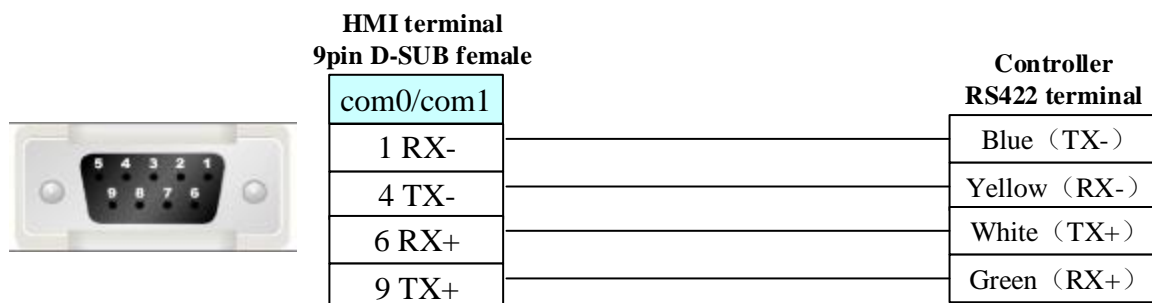 HMI terminal
9pin D-SUB female
Controller
RS422 terminal
com0/com1
1 RX-
Blue（TX-）
4 TX-
Yellow（RX-）
6 RX+
White（TX+）
9 TX+
Green（RX+）
5 4 3 2 1
9 8 7 6